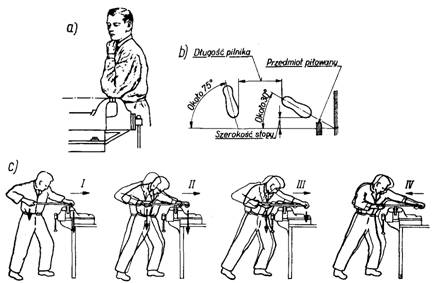 a)
b)
Długość pilnika
Przedmiot piłowany
Około 75°
Około 30°
Szerokość stopy
c)
I
II
III
IV